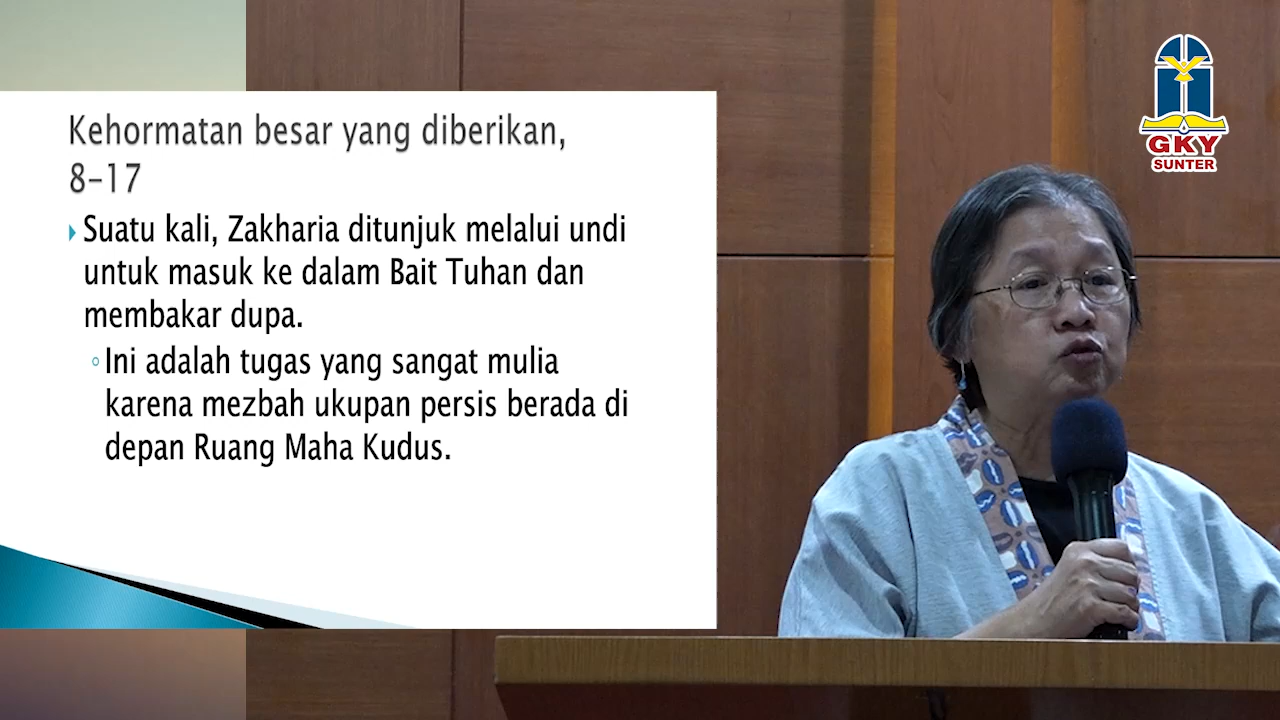 Kehormatan besar yang diberikan,
8-17
Suatu kali, Zakharia ditunjuk melalui undi
untuk masuk ke dalam Bait Tuhan dan
membakar dupa.
Ini adalah tugas yang sangat mulia
karena mezbah ukupan persis berada di
depan Ruang Maha Kudus.
GKY
SUNTER